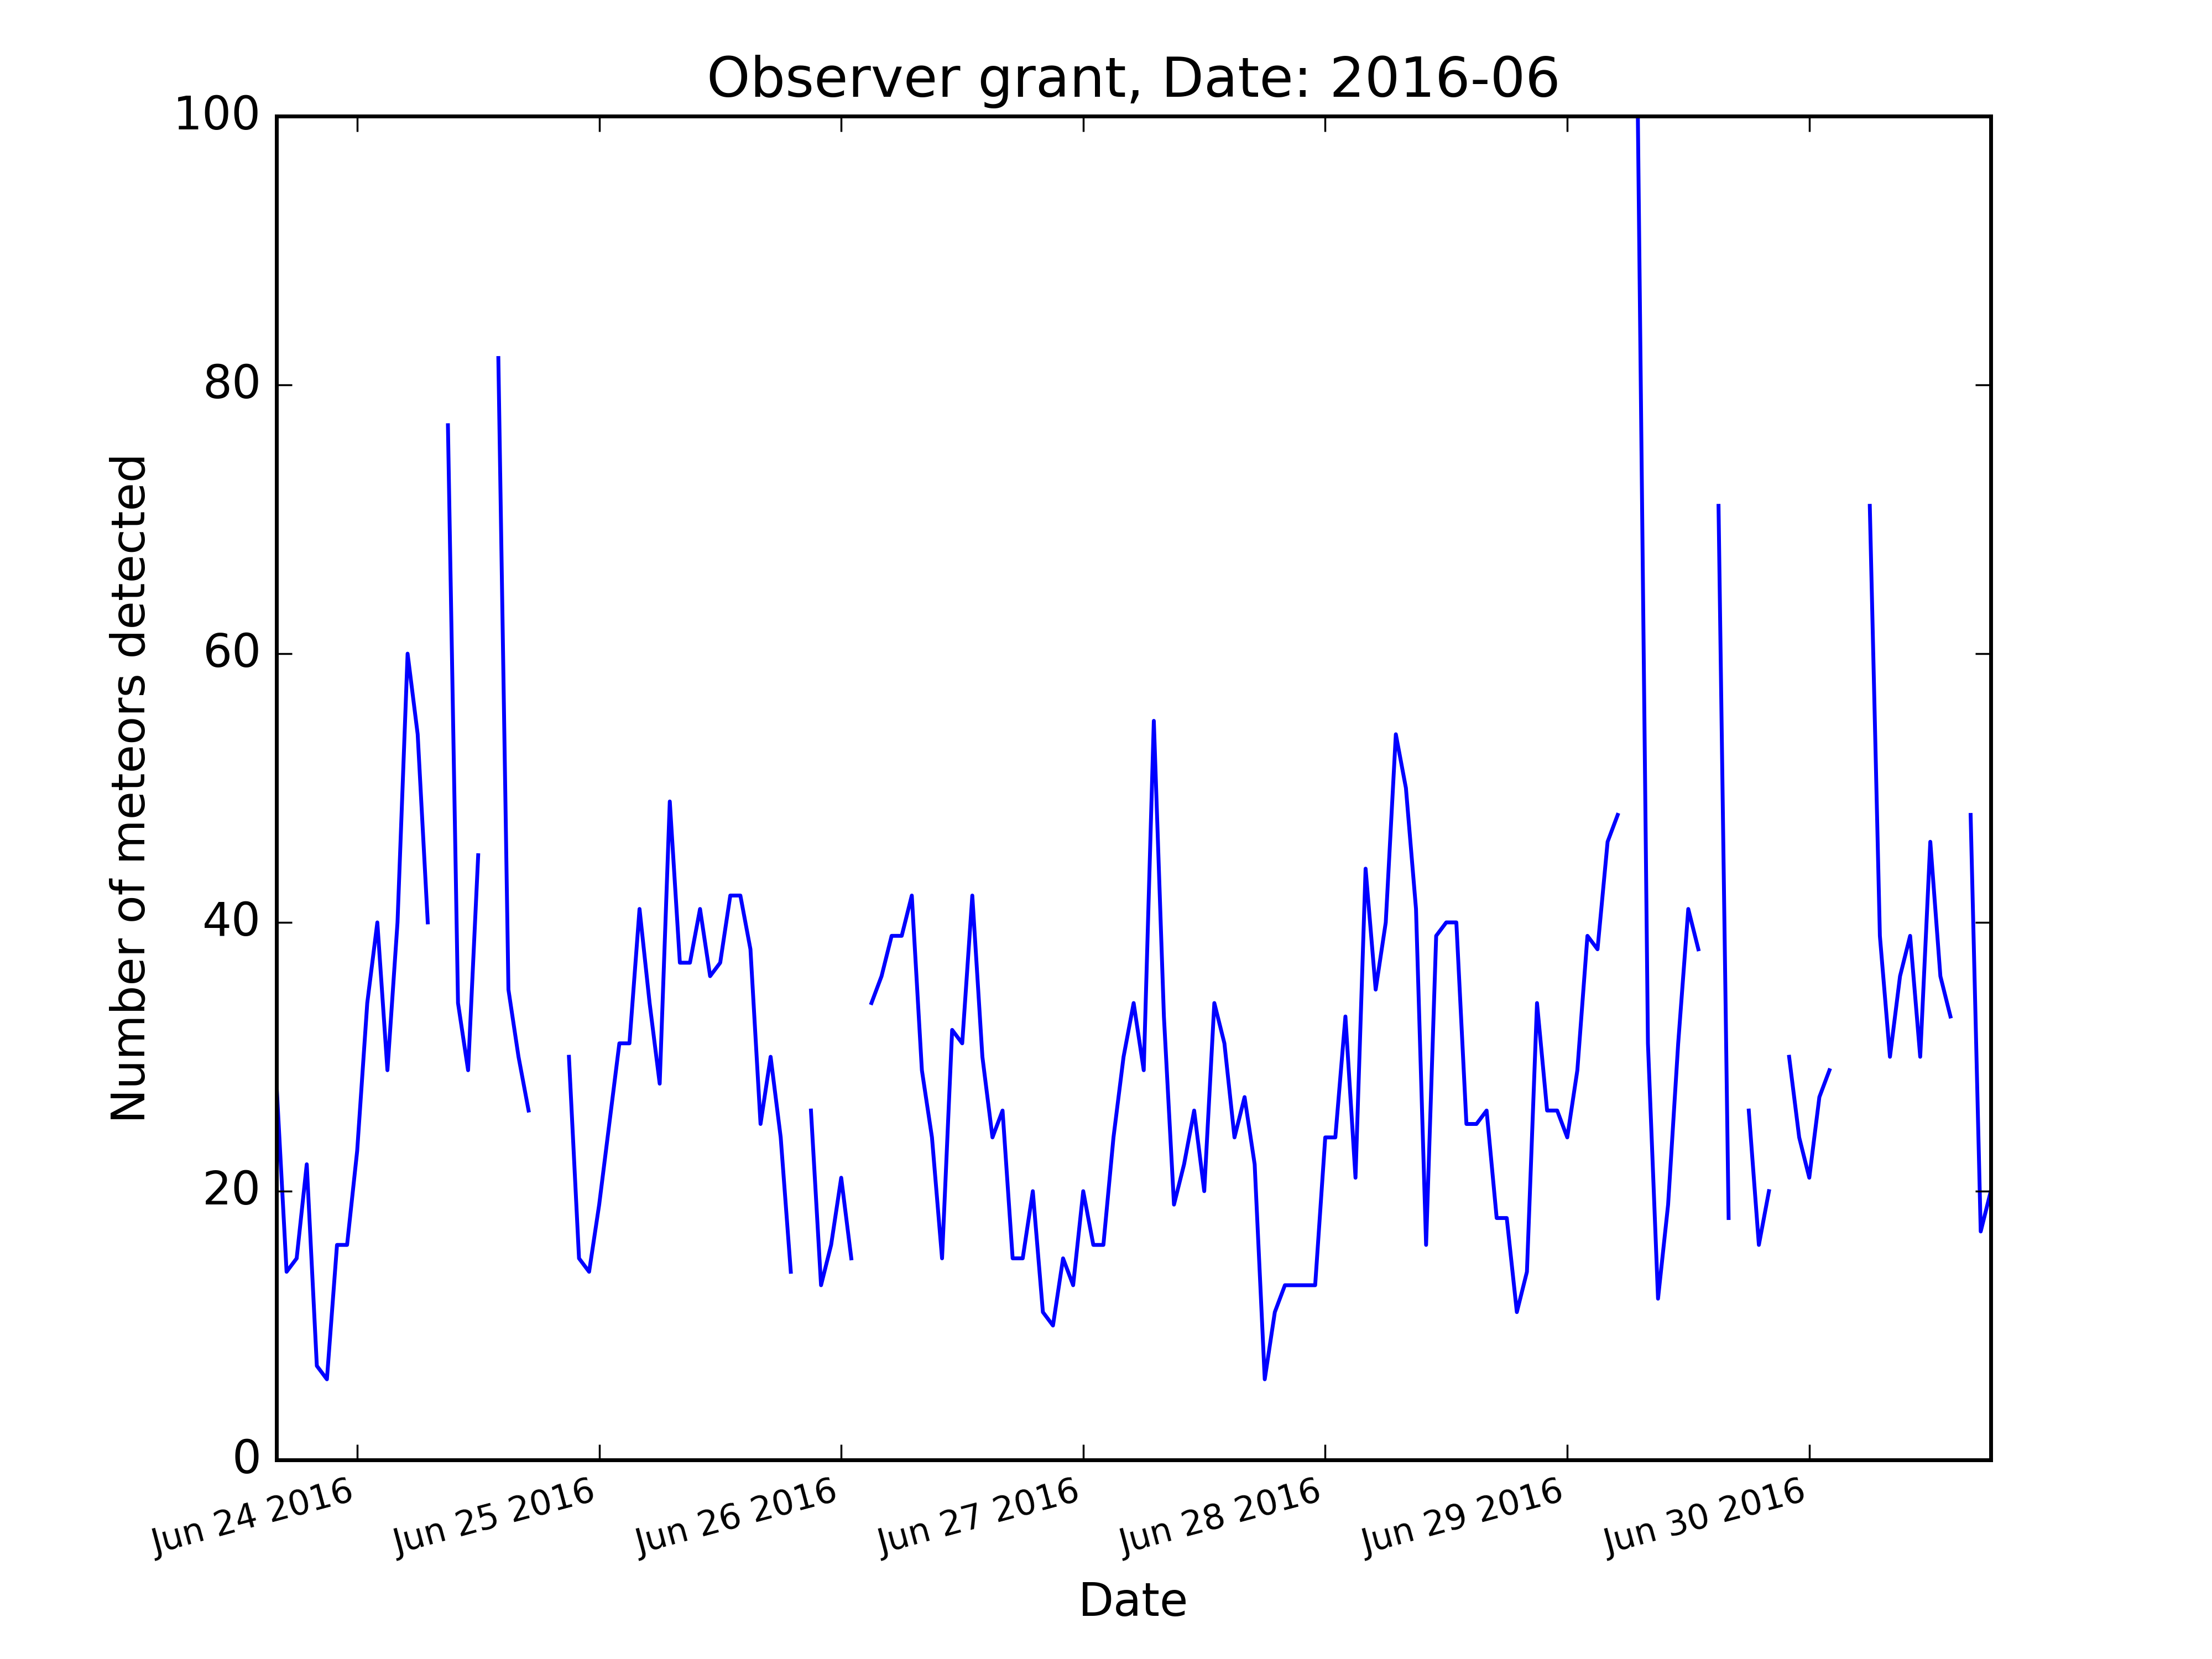 Observer grant, Date: 2016-06
100
80
60
40
20
0
Number of meteors detected
Jun 24 2016
Jun 25 2016
Jun 26 2016
Jun 27 2016
Jun 28 2016
Jun 29 2016
Jun 30 2016
Date